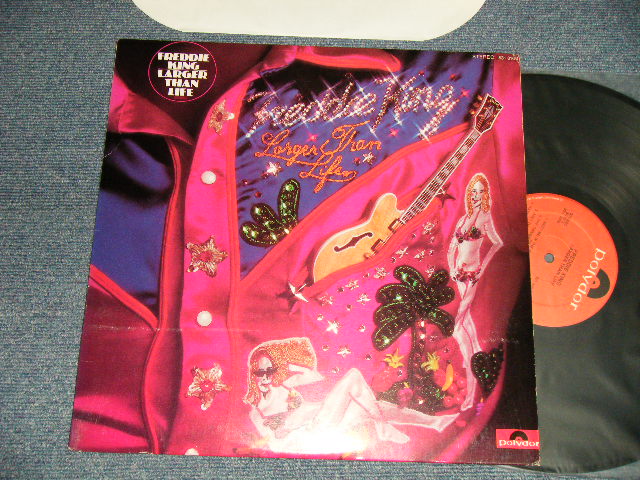 FREDDIE
KING
LARGER
THAN
LIFE
STEREO
Freddie King
Larger Than
Life
polydor
polydor